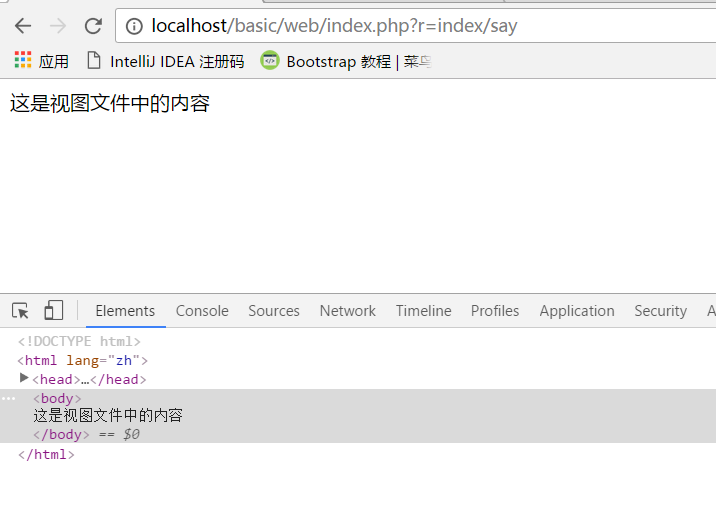 localhost/basic/web/index.php?r=index/say
应用 IntelliJ IDEA 注册码 Bootstrap 教程 | 菜鸟
这是视图文件中的内容
Elements Console Sources Network Timeline Profiles Application Security A
<!DOCTYPE html>
<html lang="zh">
<head>…</head>
<body>
这是视图文件中的内容
</body> == $0
</html>